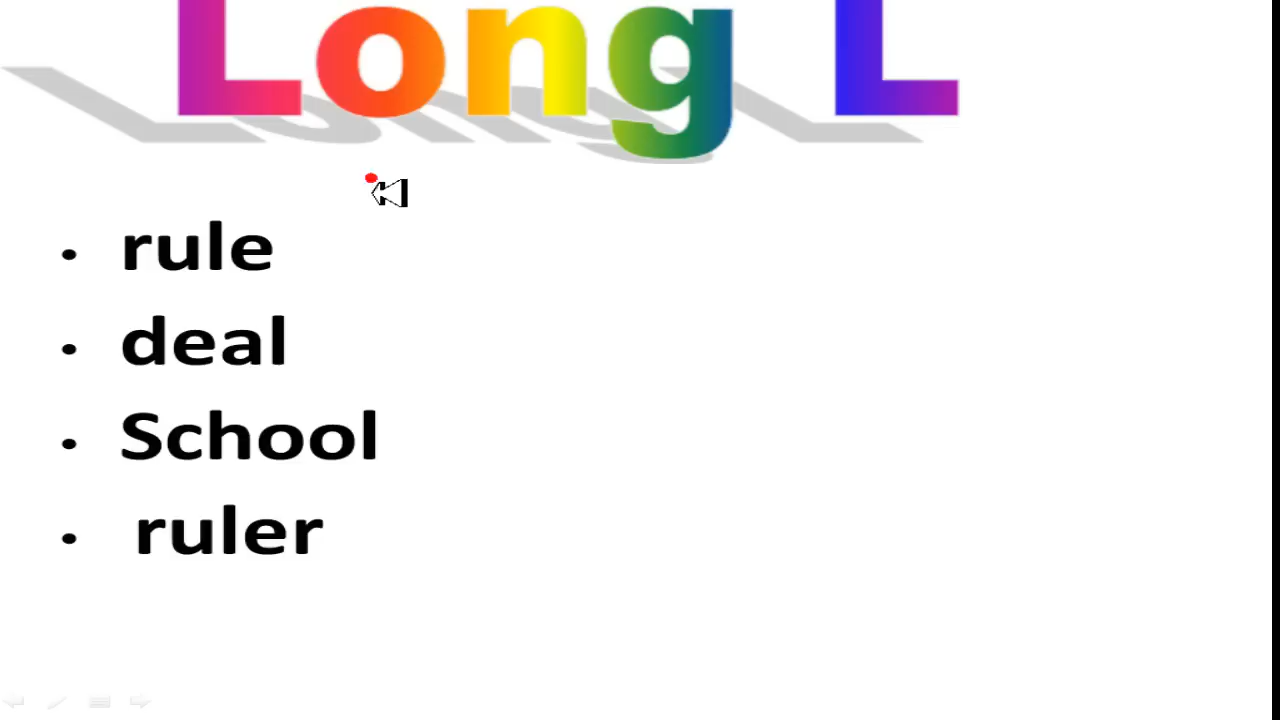 Long L
• rule
• deal
• School
• ruler